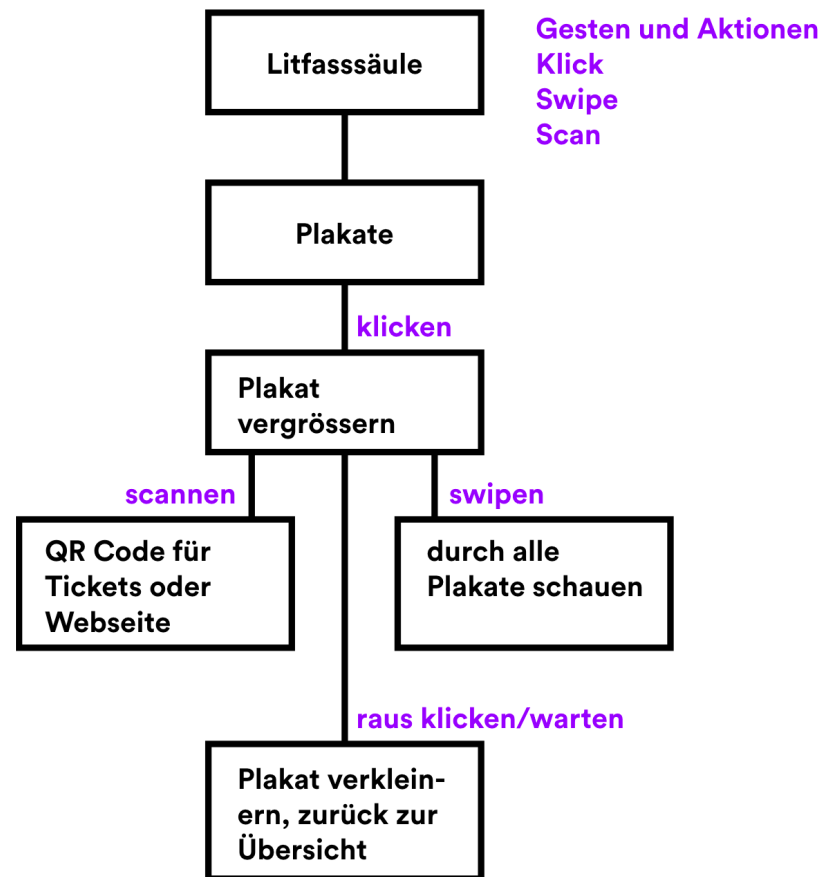 Litfasssäule
Gesten und Aktionen
Klick
Swipe
Scan
Plakate
klicken
Plakat
vergrössern
scannen
swipen
QR Code für
Tickets oder
Webseite
durch alle
Plakate schauen
raus klicken/warten
Plakat verklein-
ern, zurück zur
Übersicht